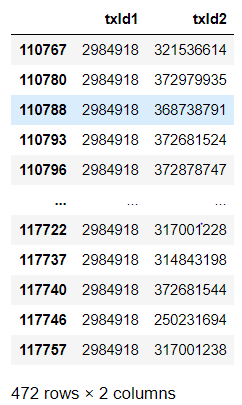 txId1 txId2
110767 2984918 321536614
110780 2984918 372979935
110788 2984918 368738791
110793 2984918 372681524
110796 2984918 372878747
... ... ...
117722 2984918 317001228
117737 2984918 314843198
117740 2984918 372681544
117746 2984918 250231694
117757 2984918 317001238
472 rows × 2 columns